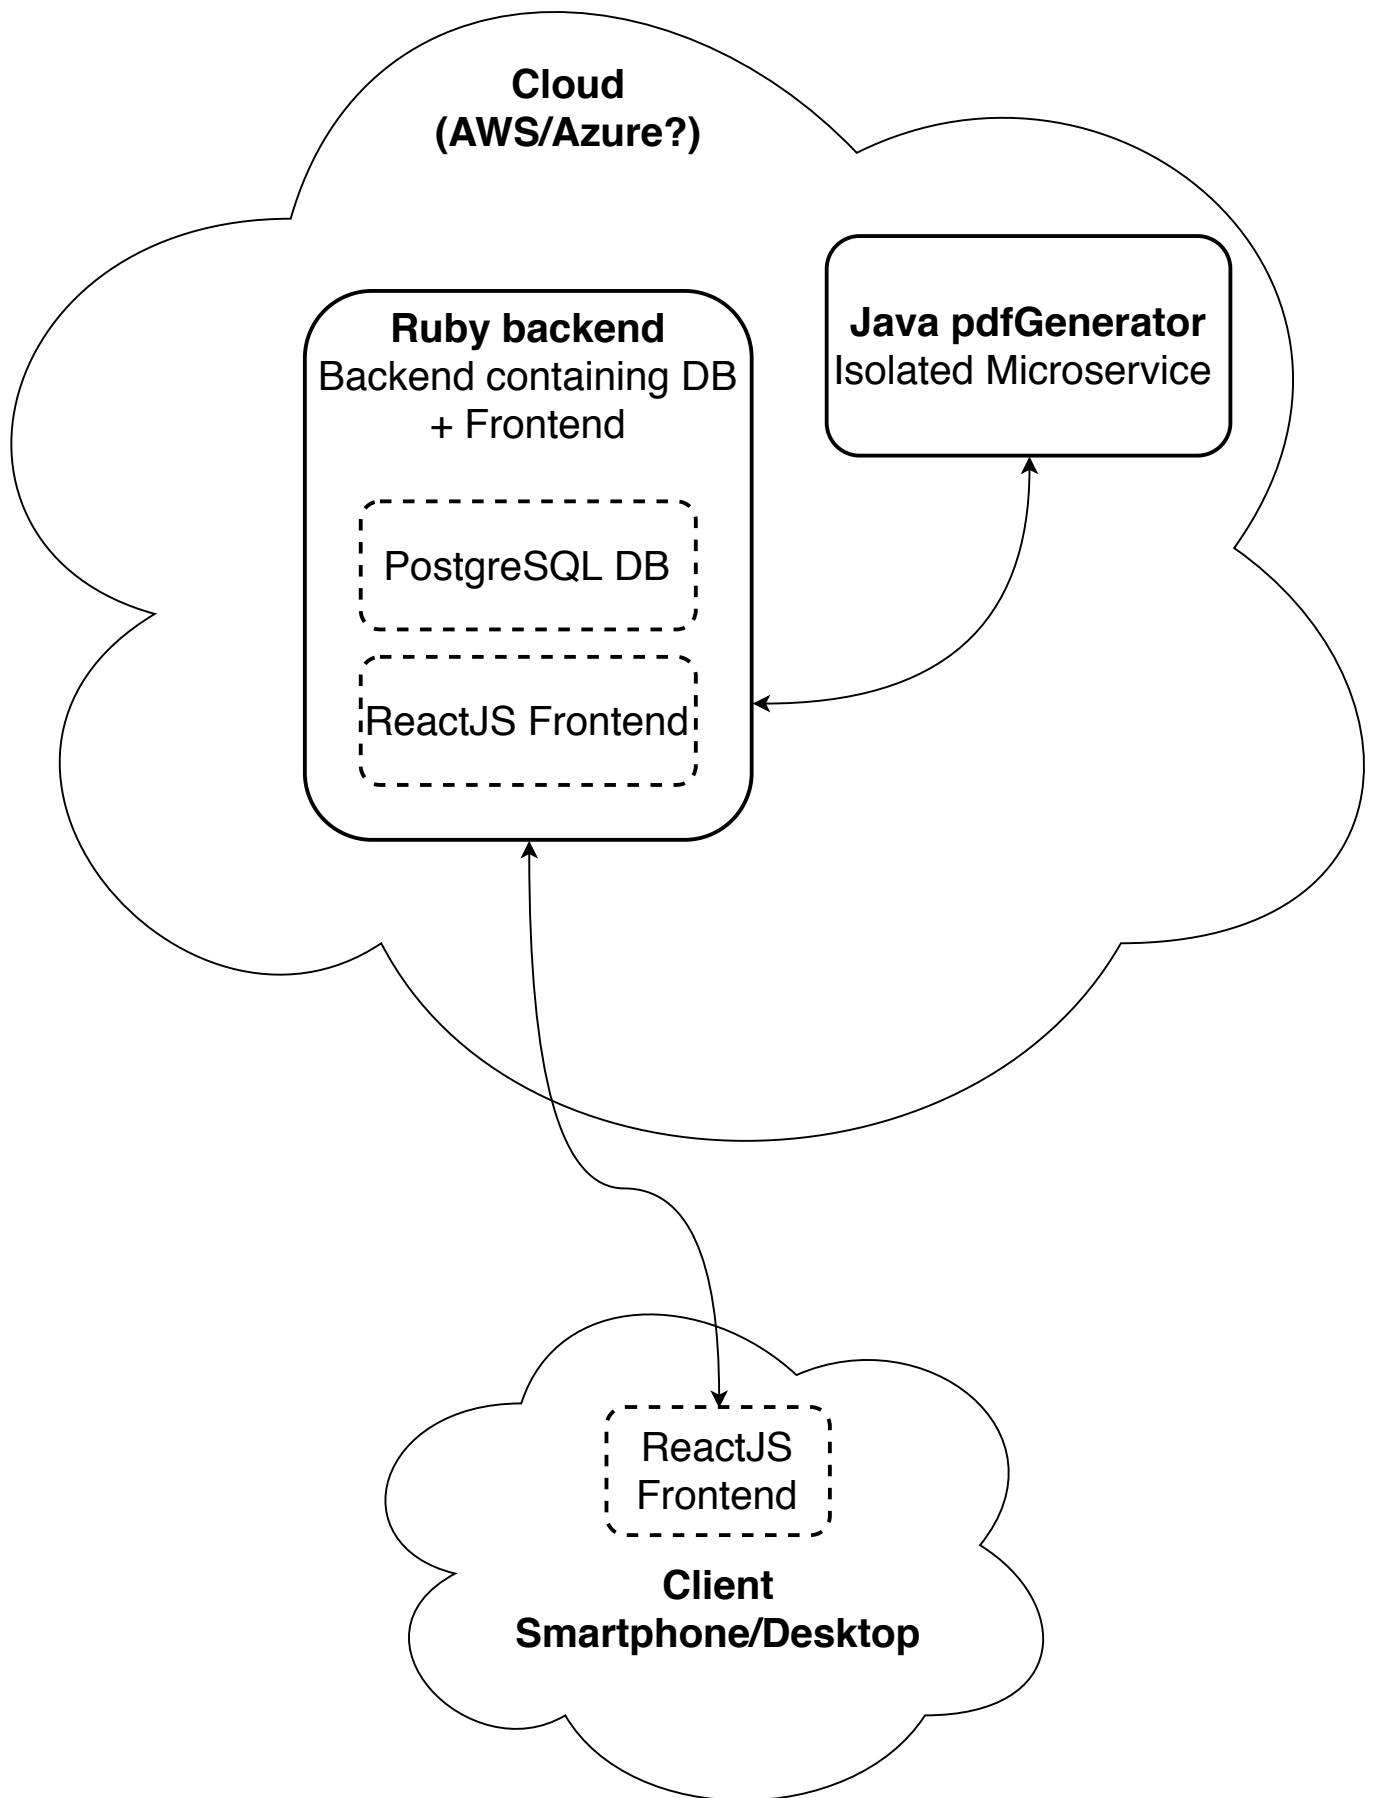 Cloud
(AWS/Azure?)
Ruby backend
Backend containing DB
+ Frontend
PostgreSQL DB
ReactJS Frontend
Java pdfGenerator
Isolated Microservice
ReactJS
Frontend
Client
Smartphone/Desktop